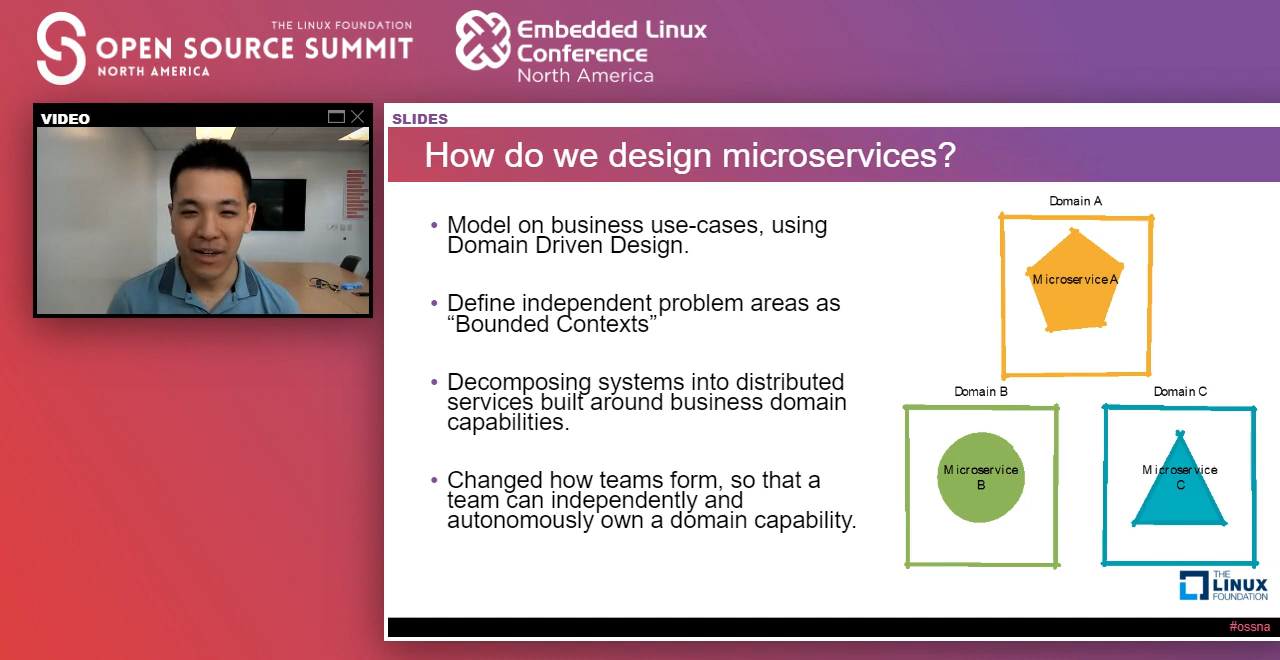 THE LINUX FOUNDATION
OPEN SOURCE SUMMIT
NORTH AMERICA
Embedded Linux
Conference
North America
VIDEO
SLIDES
How do we design microservices?
• Model on business use-cases, using
Domain Driven Design.
• Define independent problem areas as
“Bounded Contexts”
• Decomposing systems into distributed
services built around business domain
capabilities.
• Changed how teams form, so that a
team can independently and
autonomously own a domain capability.
Domain A
Microservice A
Domain B
Microservice
B
Domain C
Microservice
C
THE
LINUX
FOUNDATION
#ossna